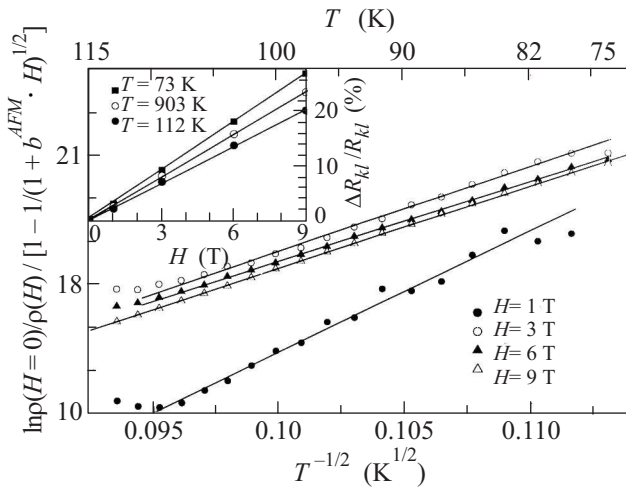 T (K)
115 99 90 82 75
lnρ(H = 0)/ρ(H) / [1 − 1/(1 + b^AFM · H)^1/2]
21
18
10
T = 73 K
T = 903 K
T = 112 K
ΔR_kl/R_kl (%)
20
10
0
0 3 6 9
H (T)
H= 1 T
H= 3 T
H= 6 T
H= 9 T
0.095 0.100 0.105 0.110
T^−1/2 (K^1/2)